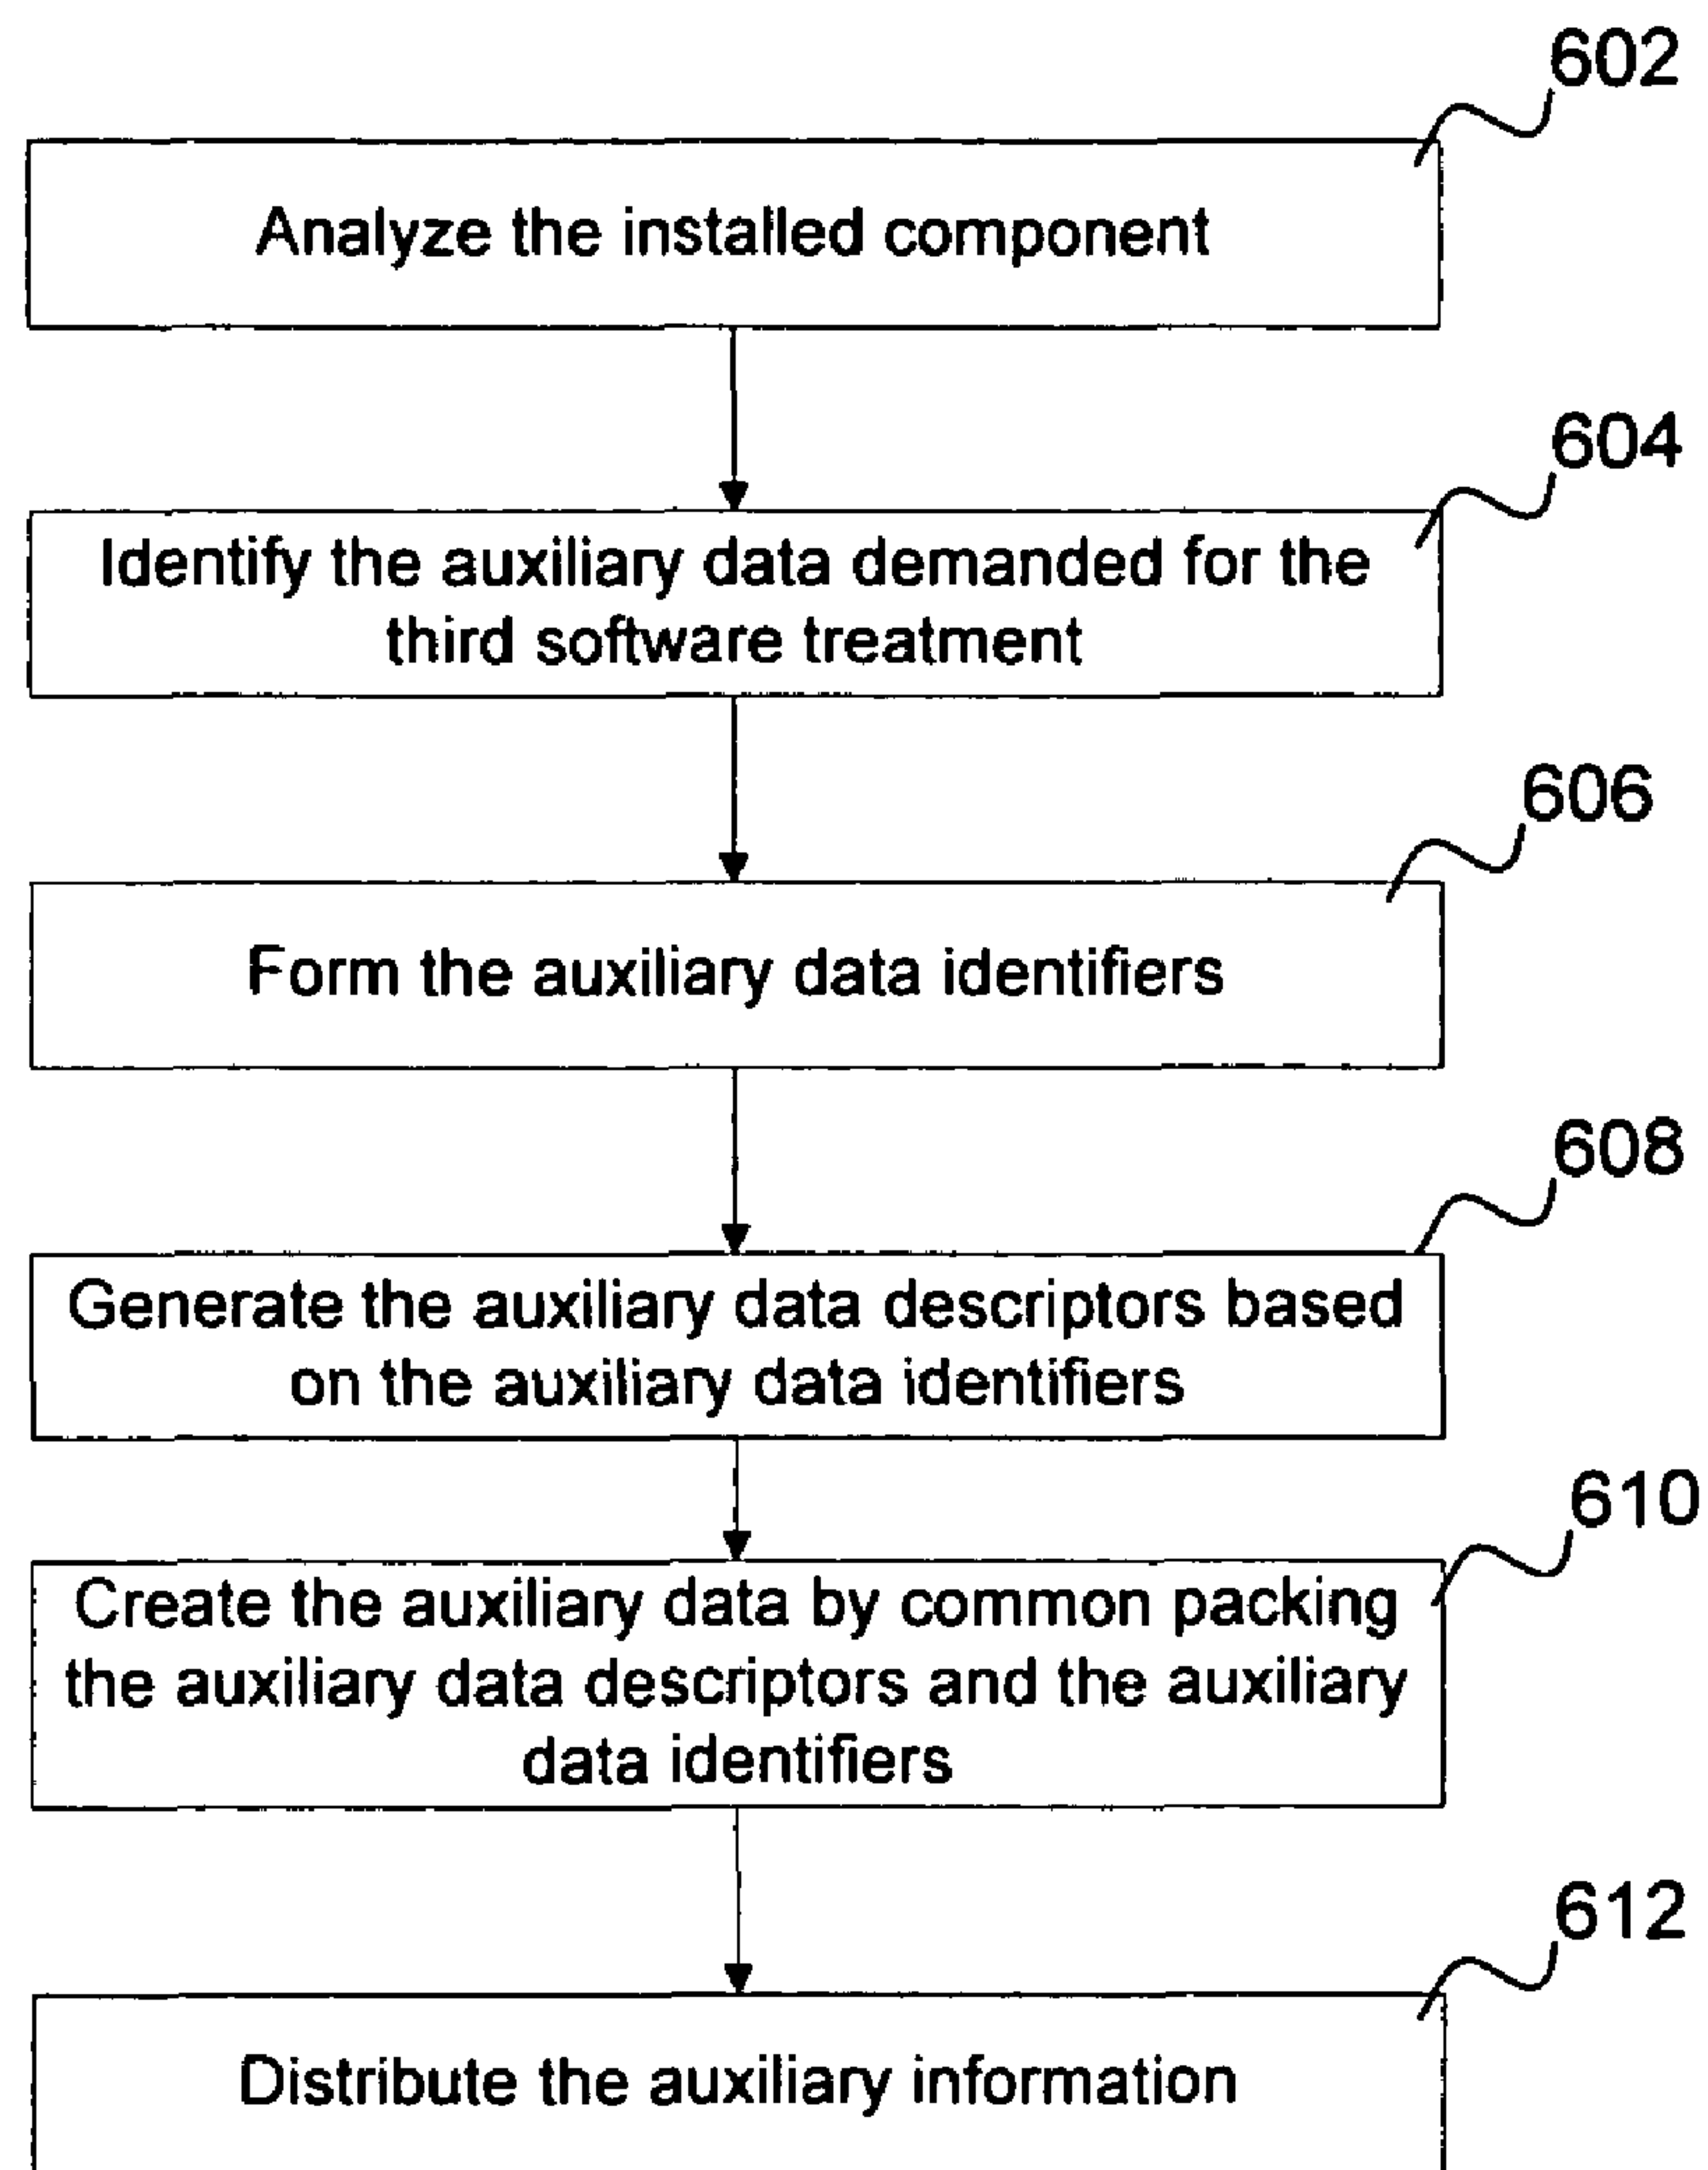 602
Analyze the installed component
604
Identify the auxiliary data demanded for the
third software treatment
606
Form the auxiliary data identifiers
608
Generate the auxiliary data descriptors based
on the auxiliary data identifiers
610
Create the auxiliary data by common packing
the auxiliary data descriptors and the auxiliary
data identifiers
612
Distribute the auxiliary information